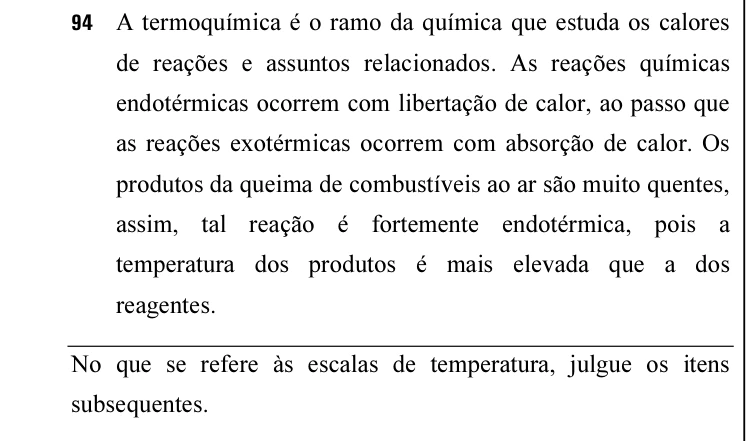 94 A termoquímica é o ramo da química que estuda os calores
de reações e assuntos relacionados. As reações químicas
endotérmicas ocorrem com libertação de calor, ao passo que
as reações exotérmicas ocorrem com absorção de calor. Os
produtos da queima de combustíveis ao ar são muito quentes,
assim, tal reação é fortemente endotérmica, pois a
temperatura dos produtos é mais elevada que a dos
reagentes.
No que se refere às escalas de temperatura, julgue os itens
subsequentes.